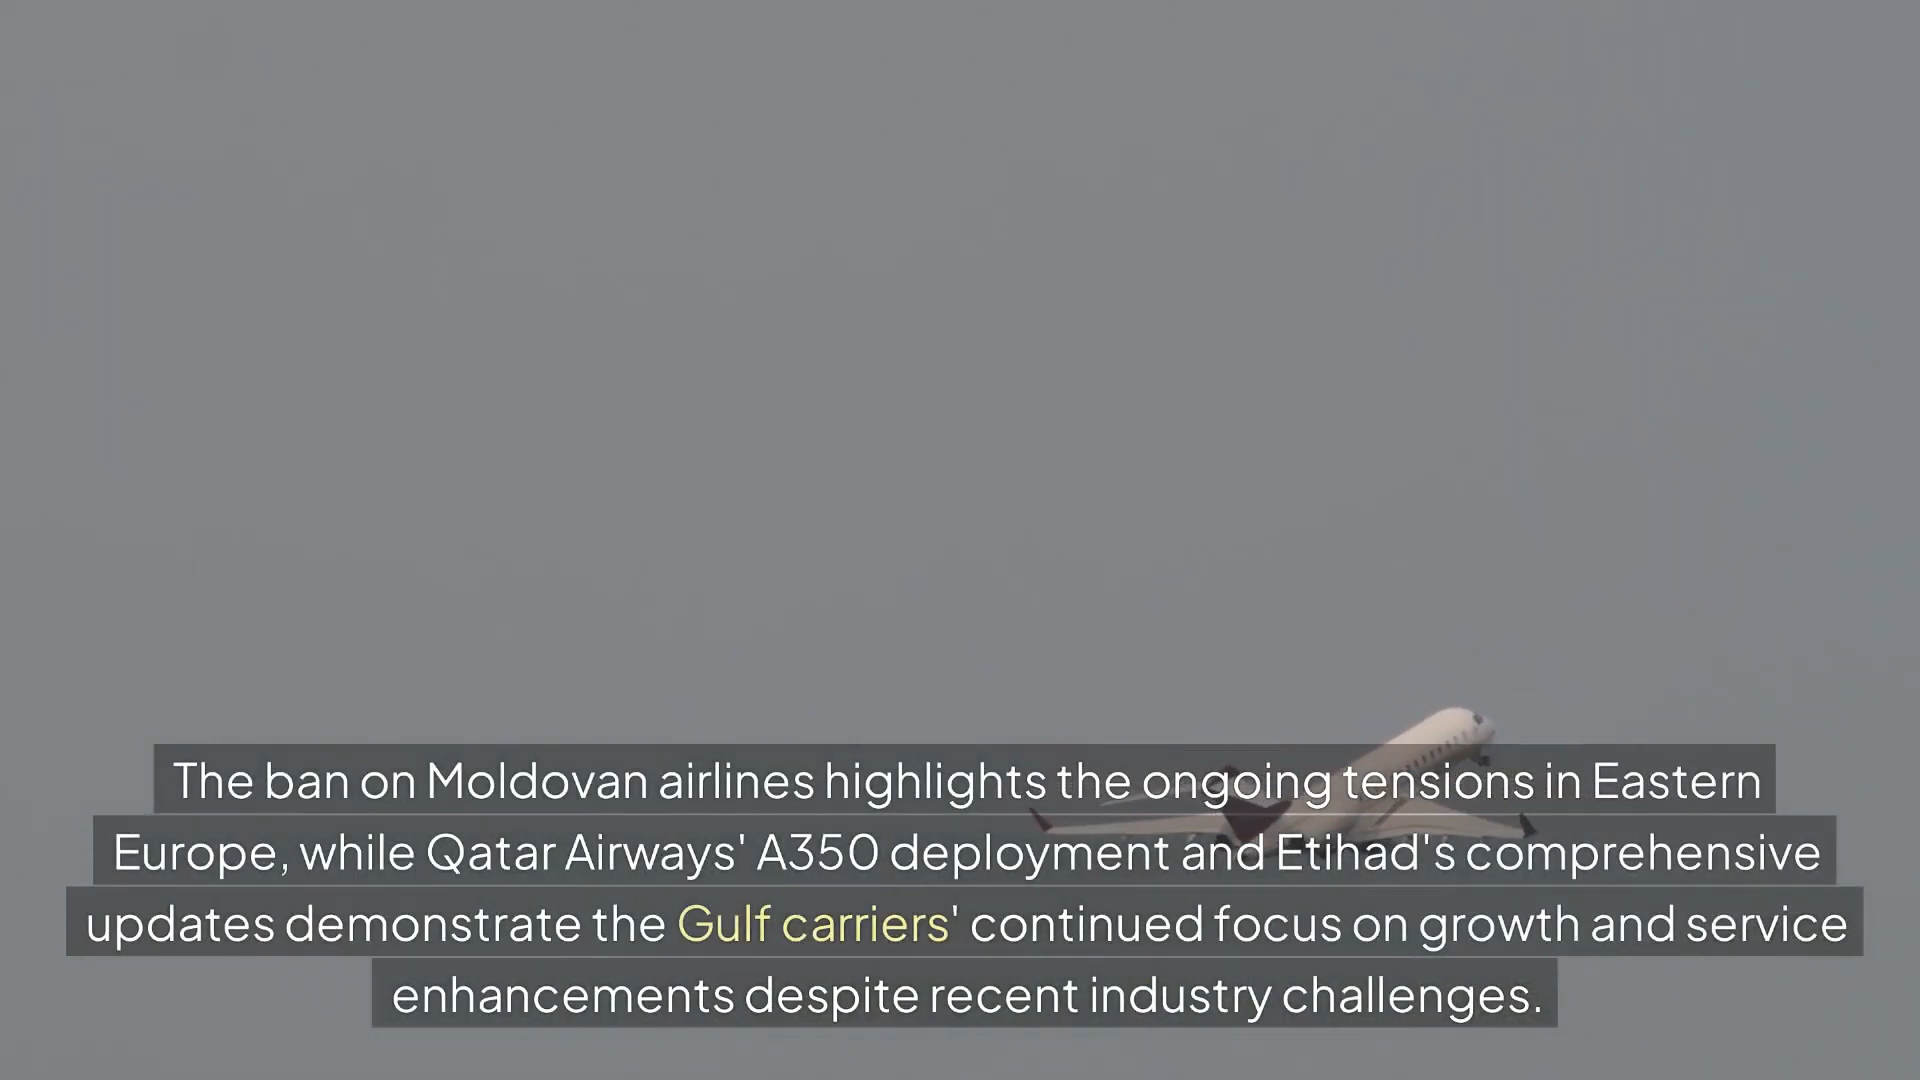 The ban on Moldovan airlines highlights the ongoing tensions in Eastern
Europe, while Qatar Airways' A350 deployment and Etihad's comprehensive
updates demonstrate the Gulf carriers' continued focus on growth and service
enhancements despite recent industry challenges.